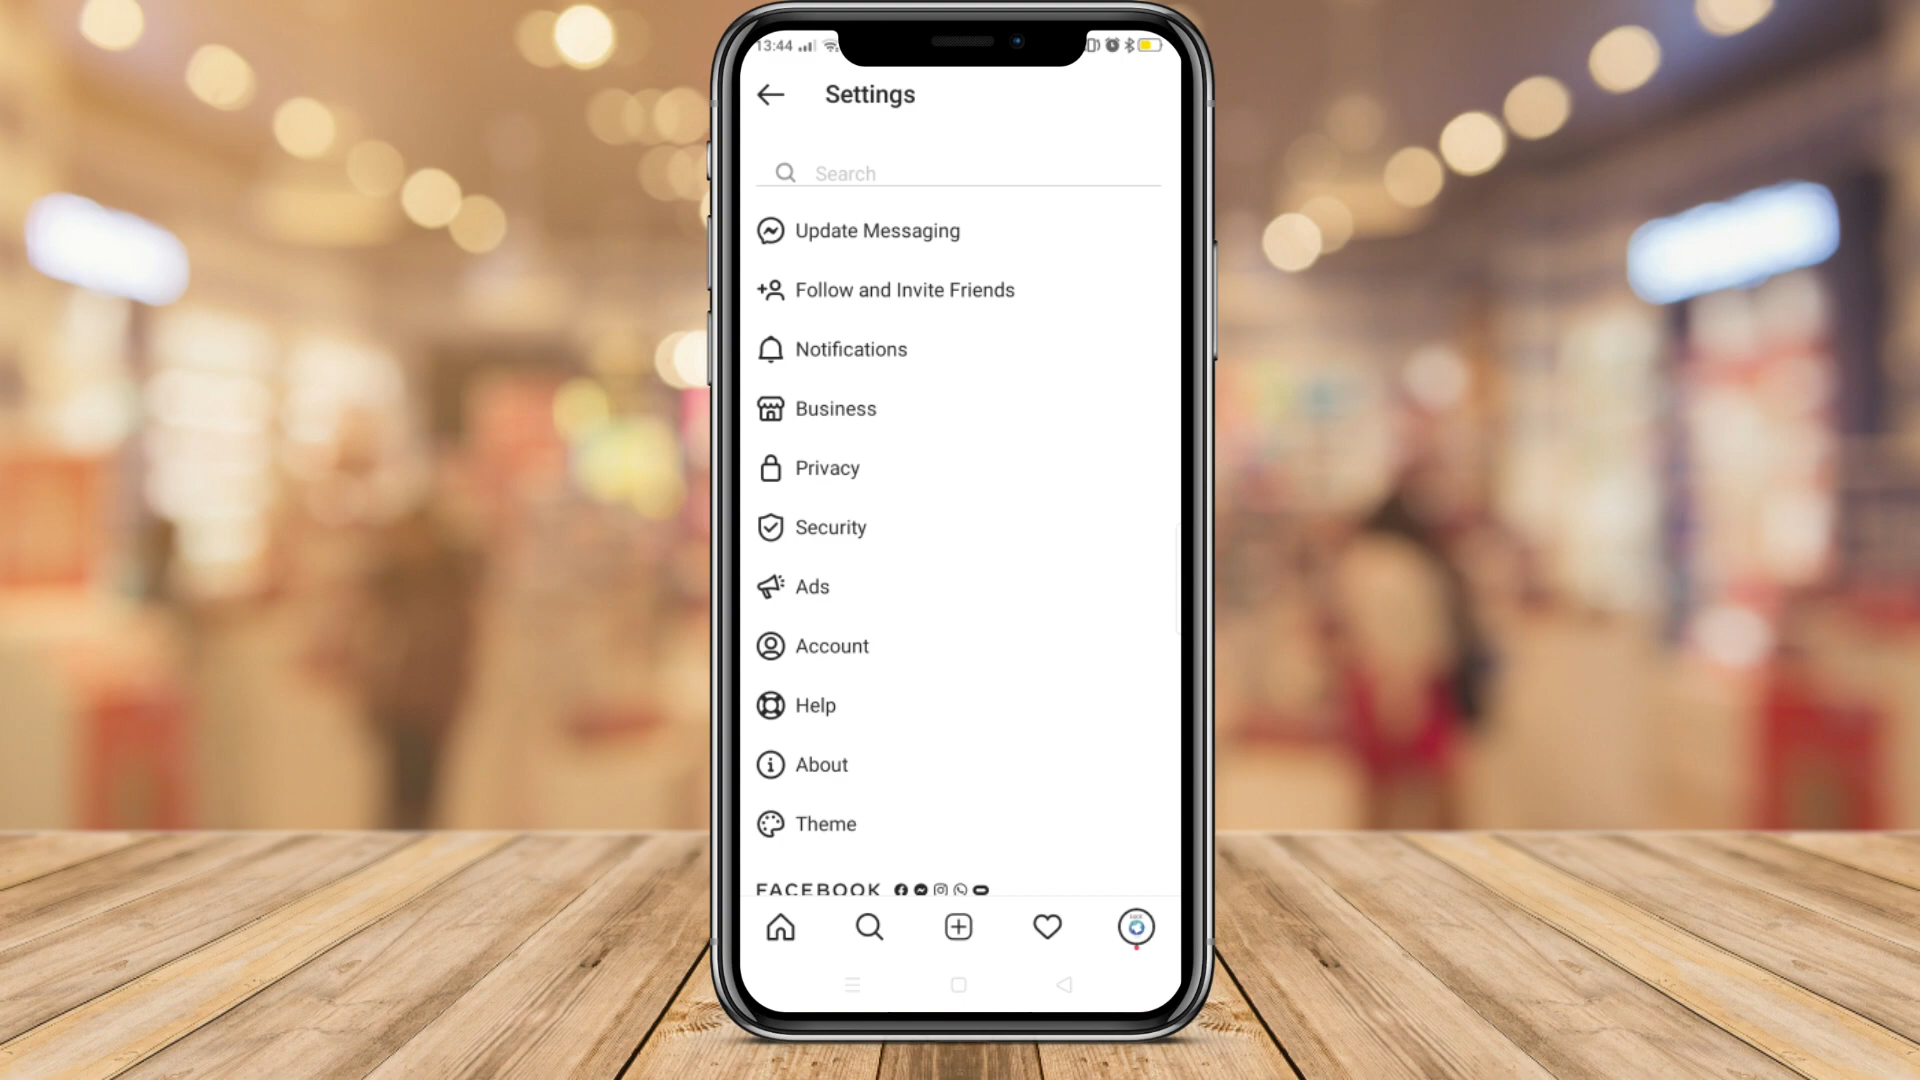 13:44
Settings
Search
Update Messaging
Follow and Invite Friends
Notifications
Business
Privacy
Security
Ads
Account
Help
About
Theme
FACEBOOK